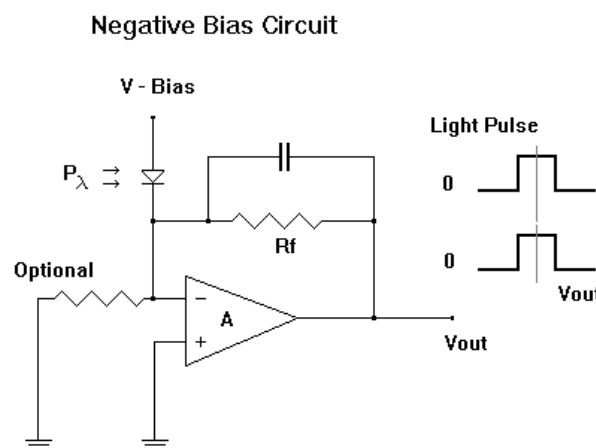 Negative Bias Circuit
V - Bias
Light Pulse
Pλ
0
Rf
0
Optional
Vout
−
A
+
Vout